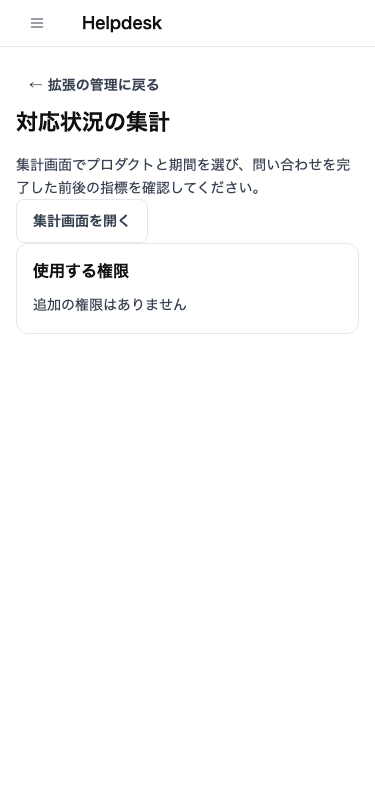 Helpdesk
← 拡張の管理に戻る
対応状況の集計
集計画面でプロダクトと期間を選び、問い合わせを完
了した前後の指標を確認してください。
集計画面を開く
使用する権限
追加の権限はありません